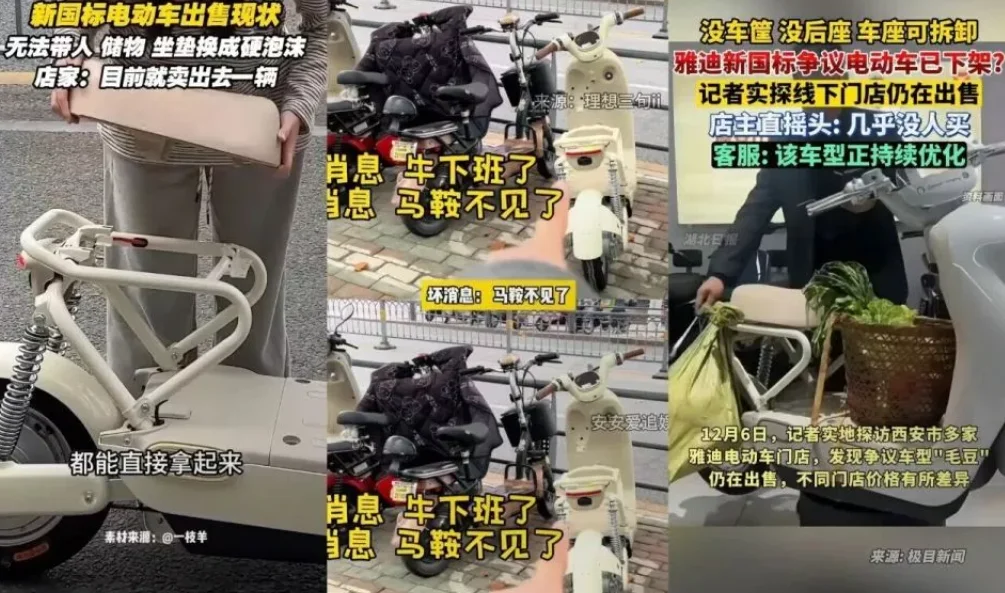 新国标电动车出售现状
无法带人 储物 坐垫换成硬泡沫
店家：目前就卖出去一辆
都能直接拿起来
素材来源：@一枝羊
来源：理想三旬ii
消息 牛下班了
消息 马鞍不见了
坏消息：马鞍不见了
安安爱追
消息 牛下班了
消息 马鞍不见了
没车筐 没后座 车座可拆卸
雅迪新国标争议电动车已下架？
记者实探线下门店仍在出售
店主直摇头：几乎没人买
客服：该车型正持续优化
资料画面
湖北日报
12月6日，记者实地探访西安市多家
雅迪电动车门店，发现争议车型"毛豆"
仍在出售，不同门店价格有所差异
来源：极目新闻